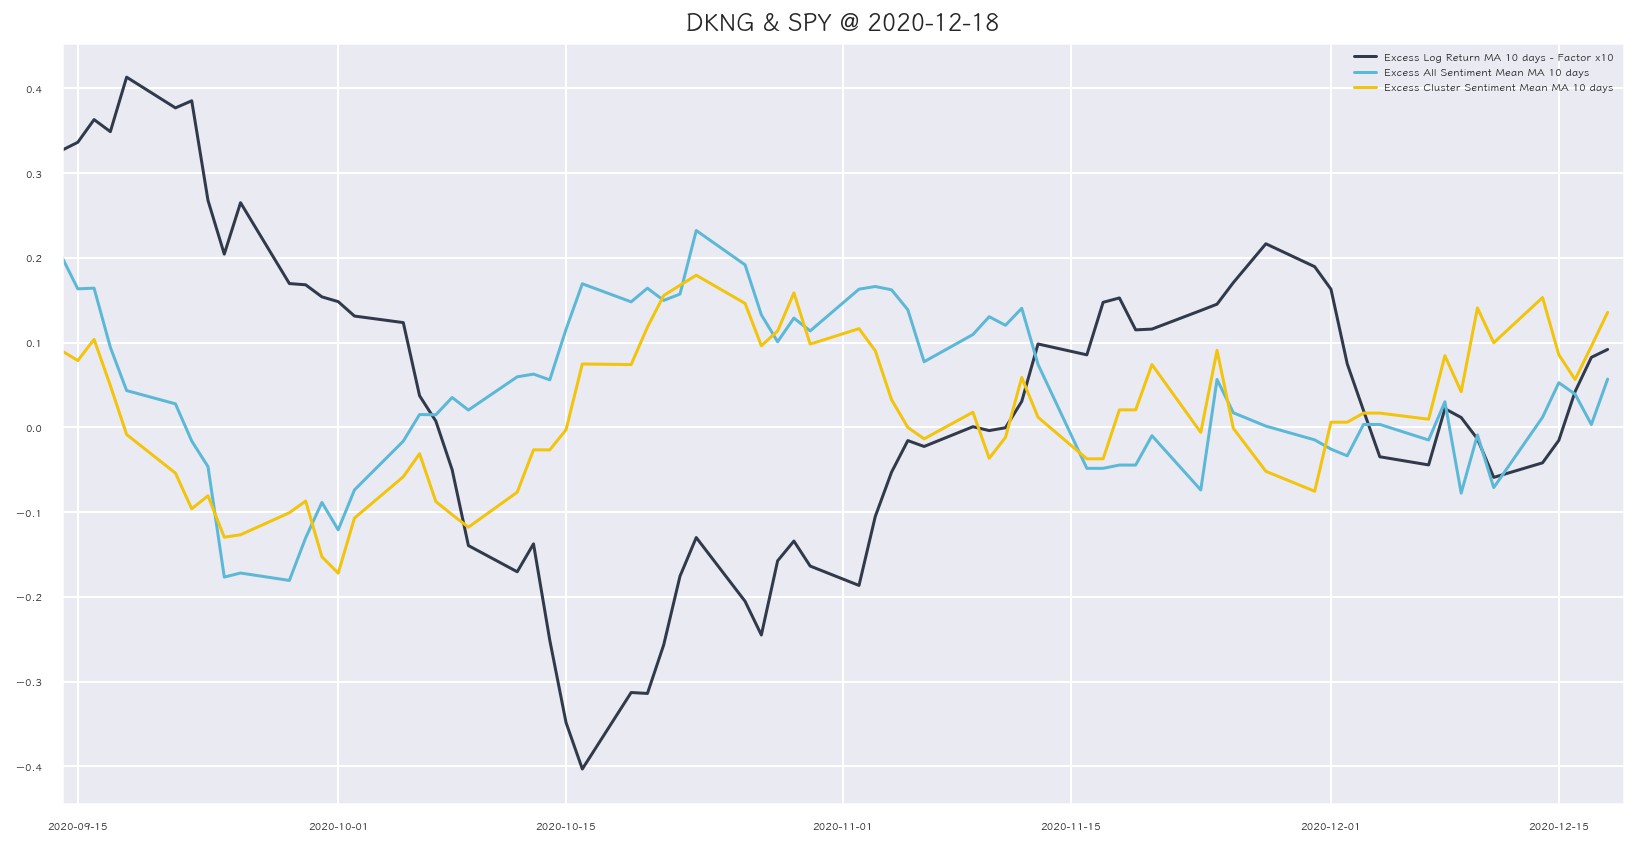 DKNG & SPY @ 2020-12-18
Excess Log Return MA 10 days - Factor x10
Excess All Sentiment Mean MA 10 days
Excess Cluster Sentiment Mean MA 10 days
0.4
0.3
0.2
0.1
0.0
−0.1
−0.2
−0.3
−0.4
2020-09-15 2020-10-01 2020-10-15 2020-11-01 2020-11-15 2020-12-01 2020-12-15